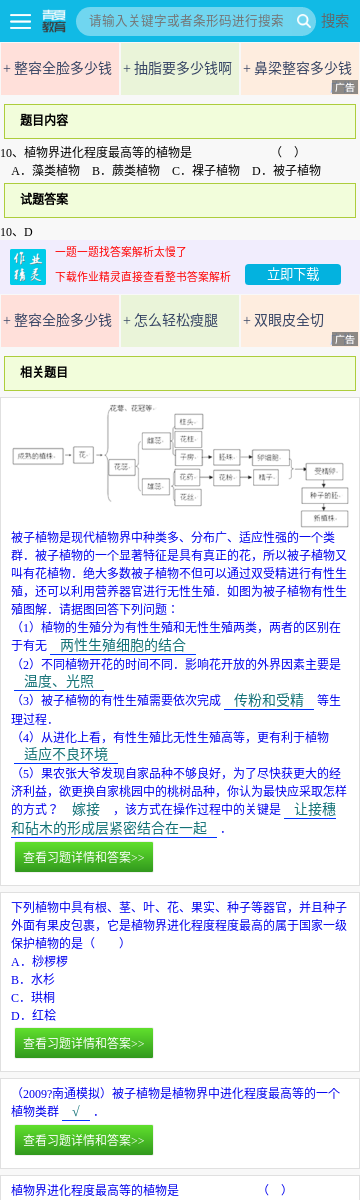 青夏
教育
请输入关键字或者条形码进行搜索
搜索
+ 整容全脸多少钱
+ 抽脂要多少钱啊
+ 鼻梁整容多少钱
广告
题目内容
10、植物界进化程度最高等的植物是 （ ）
A．藻类植物 B．蕨类植物 C．裸子植物 D．被子植物
试题答案
10、D
作业
精灵
一题一题找答案解析太慢了
下载作业精灵直接查看整书答案解析
立即下载
+ 整容全脸多少钱
+ 怎么轻松瘦腿
+ 双眼皮全切
广告
相关题目
花萼、花冠等。
柱头。
雌蕊。
花柱。
成熟的植株。
花。
子房。
胚珠。
卵细胞。
花蕊。
受精卵。
花药。
花粉。
精子。
雄蕊。
花丝。
种子的胚。
新植株。
被子植物是现代植物界中种类多、分布广、适应性强的一个类
群．被子植物的一个显著特征是具有真正的花，所以被子植物又
叫有花植物．绝大多数被子植物不但可以通过双受精进行有性生
殖，还可以利用营养器官进行无性生殖．如图为被子植物有性生
殖图解．请据图回答下列问题：
（1）植物的生殖分为有性生殖和无性生殖两类，两者的区别在
于有无 两性生殖细胞的结合
（2）不同植物开花的时间不同．影响花开放的外界因素主要是
温度、光照
（3）被子植物的有性生殖需要依次完成 传粉和受精 等生
理过程．
（4）从进化上看，有性生殖比无性生殖高等，更有利于植物
适应不良环境
（5）果农张大爷发现自家品种不够良好，为了尽快获更大的经
济利益，欲更换自家桃园中的桃树品种，你认为最快应采取怎样
的方式？ 嫁接 ，该方式在操作过程中的关键是 让接穗
和砧木的形成层紧密结合在一起 ．
查看习题详情和答案>>
下列植物中具有根、茎、叶、花、果实、种子等器官，并且种子
外面有果皮包裹，它是植物界进化程度程度最高的属于国家一级
保护植物的是（ ）
A．桫椤椤
B．水杉
C．珙桐
D．红桧
查看习题详情和答案>>
（2009?南通模拟）被子植物是植物界中进化程度最高等的一个
植物类群 √ ．
查看习题详情和答案>>
植物界进化程度最高等的植物是 （ ）